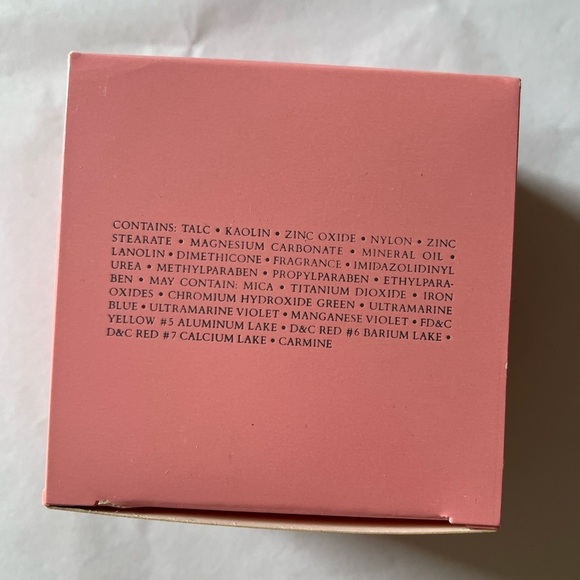 CONTAINS: TALC • KAOLIN • ZINC OXIDE • NYLON • ZINC
STEARATE • MAGNESIUM CARBONATE • MINERAL OIL •
LANOLIN • DIMETHICONE • FRAGRANCE • IMIDAZOLIDINYL
UREA • METHYLPARABEN • PROPYLPARABEN • ETHYLPARA-
BEN • MAY CONTAIN: MICA • TITANIUM DIOXIDE • IRON
OXIDES • CHROMIUM HYDROXIDE GREEN • ULTRAMARINE
BLUE • ULTRAMARINE VIOLET • MANGANESE VIOLET • FD&C
YELLOW #5 ALUMINUM LAKE • D&C RED #6 BARIUM LAKE •
D&C RED #7 CALCIUM LAKE • CARMINE